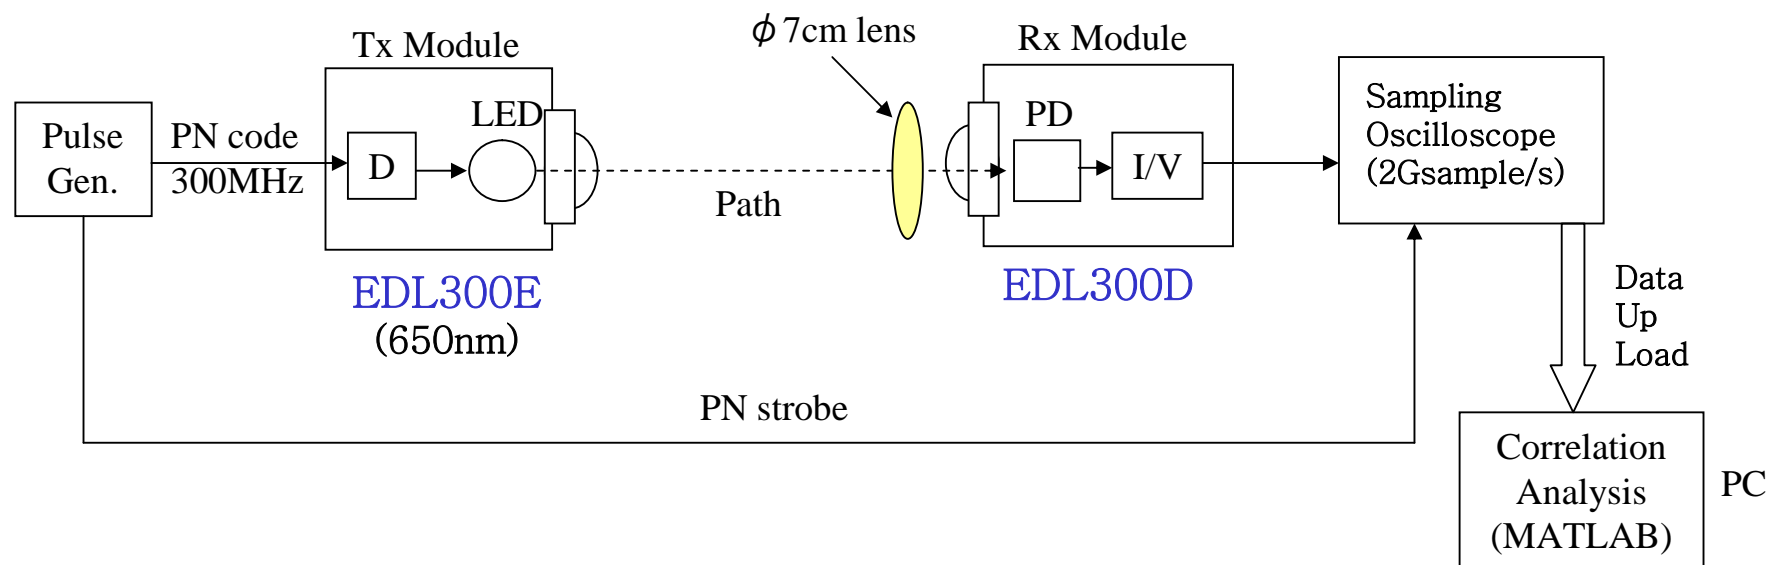 Tx Module
ϕ7cm lens
Rx Module
Pulse
Gen.
PN code
300MHz
D
LED
Path
PD
I/V
Sampling
Oscilloscope
(2Gsample/s)
EDL300E
(650nm)
EDL300D
Data
Up
Load
PN strobe
Correlation
Analysis
(MATLAB)
PC